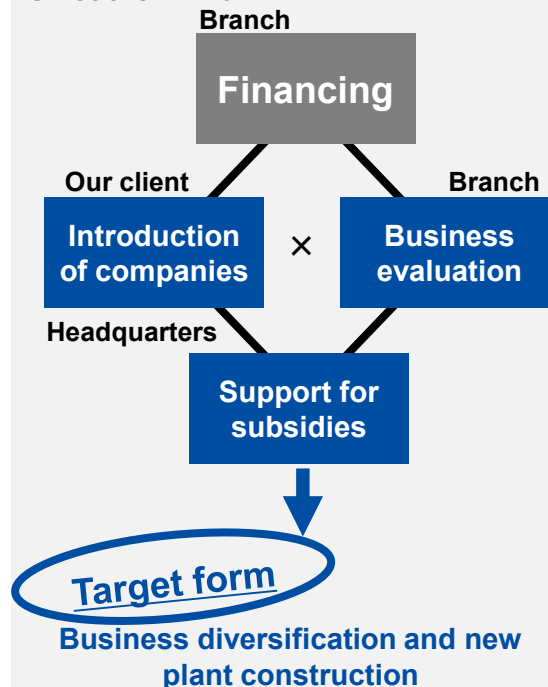 Branch
Financing
Our client
Branch
Introduction
of companies
×
Business
evaluation
Headquarters
Support for
subsidies
Target form
Business diversification and new
plant construction